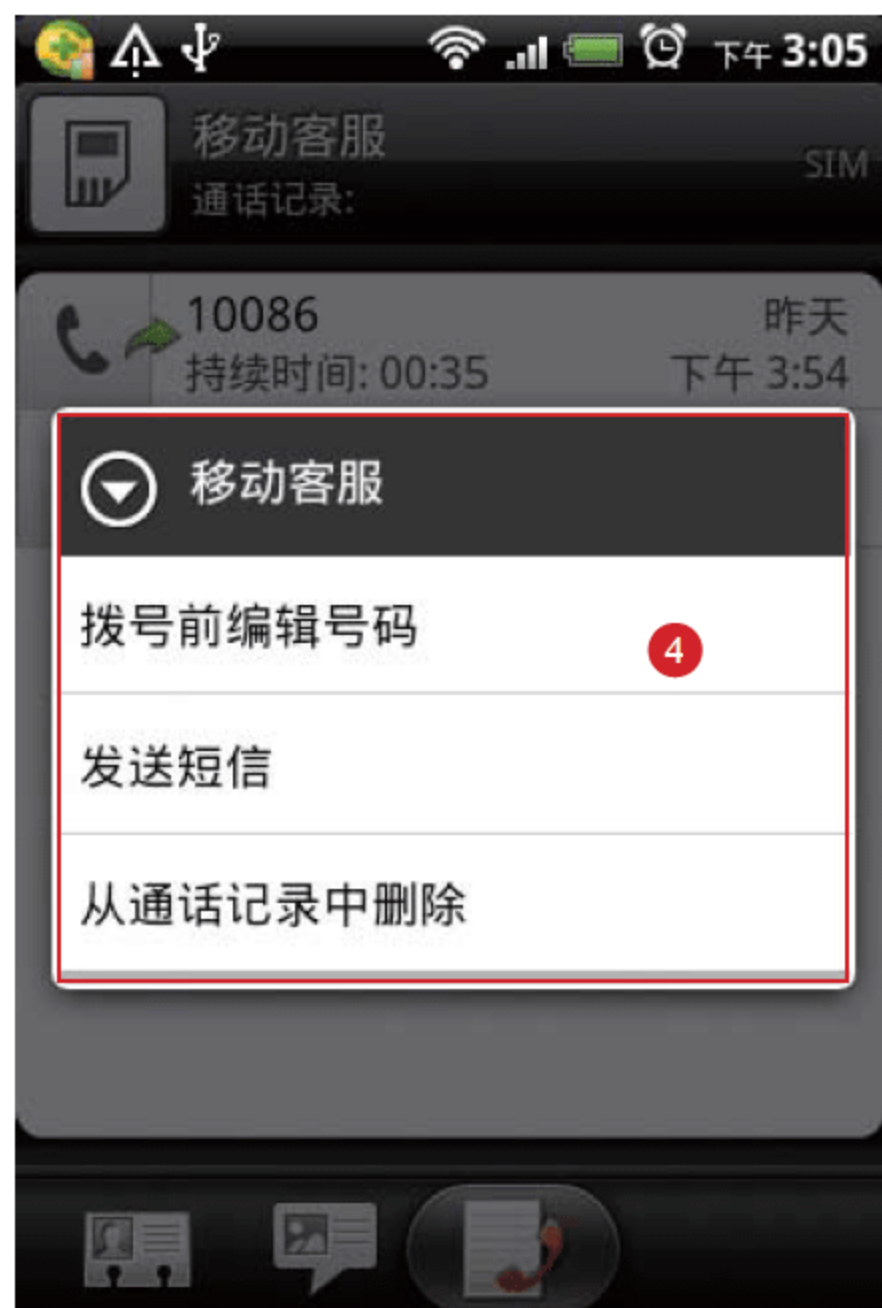 下午 3:05
移动客服
SIM
通话记录:
10086
昨天
持续时间: 00:35
下午 3:54
移动客服
拨号前编辑号码
4
发送短信
从通话记录中删除